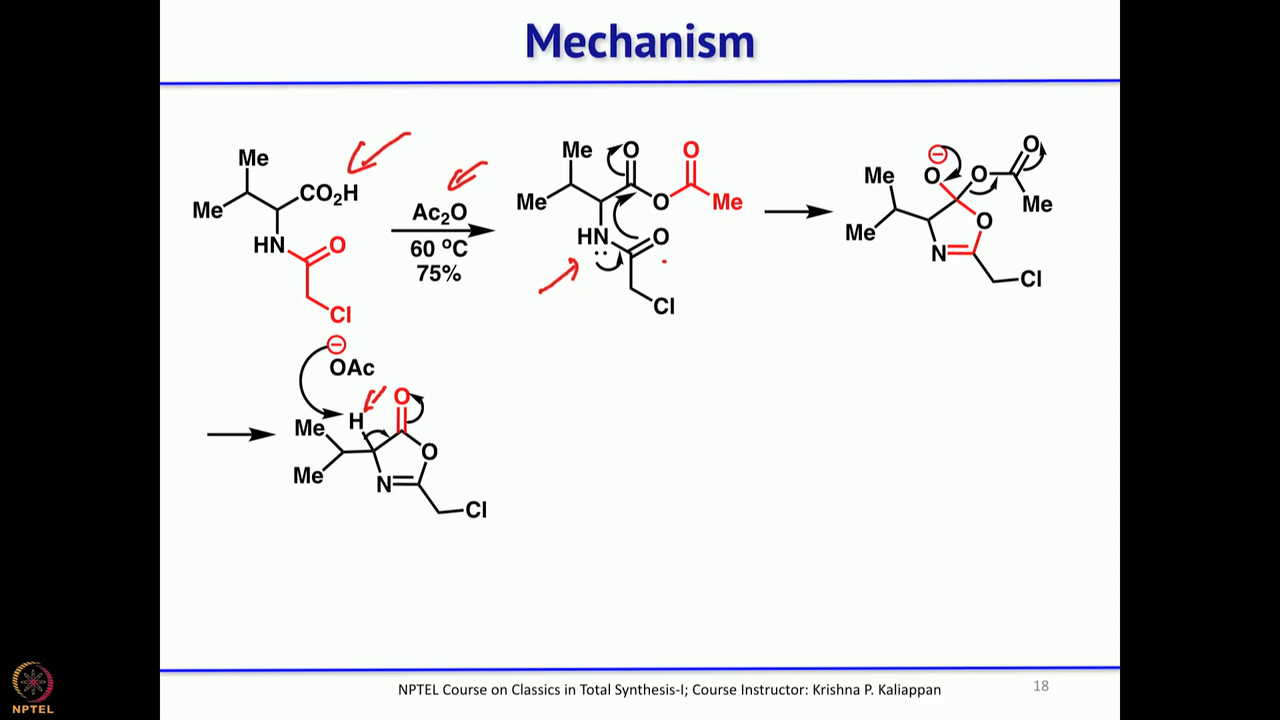 Mechanism
Me
Me
CO₂H
HN
O
Cl
Ac₂O
60 ºC
75%
Me
Me
O
O
O
Me
HN
O
Cl
Me
Me
O
O
O
Me
O
N
Cl
OAc
Me
H
O
Me
O
N
Cl
NPTEL Course on Classics in Total Synthesis-I; Course Instructor: Krishna P. Kaliappan
18
NPTEL